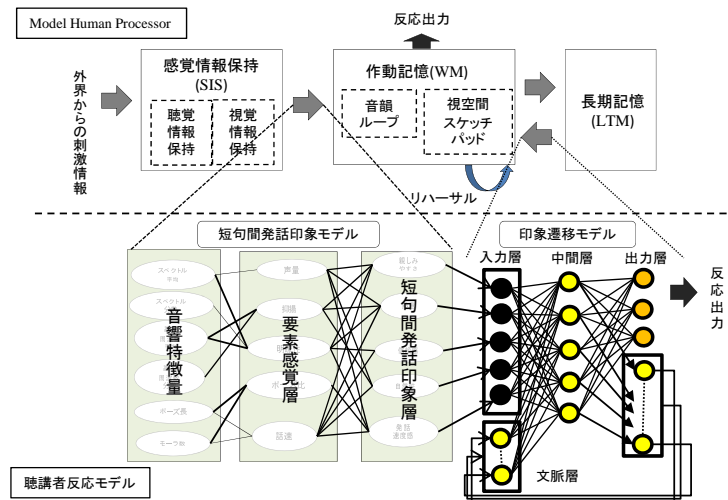 Model Human Processor
反応出力
外界からの刺激情報
感覚情報保持
(SIS)
聴覚
情報
保持
視覚
情報
保持
作動記憶(WM)
音韻
ループ
視空間
スケッチ
パッド
長期記憶
(LTM)
リハーサル
短句間発話印象モデル
印象遷移モデル
スペクトル
音響特徴量
ポーズ長
モーラ数
声量
抑揚
話速
要素感覚層
親しみ
やすさ
発話
速度感
短句間発話印象層
入力層
中間層
出力層
反応出力
文脈層
聴講者反応モデル